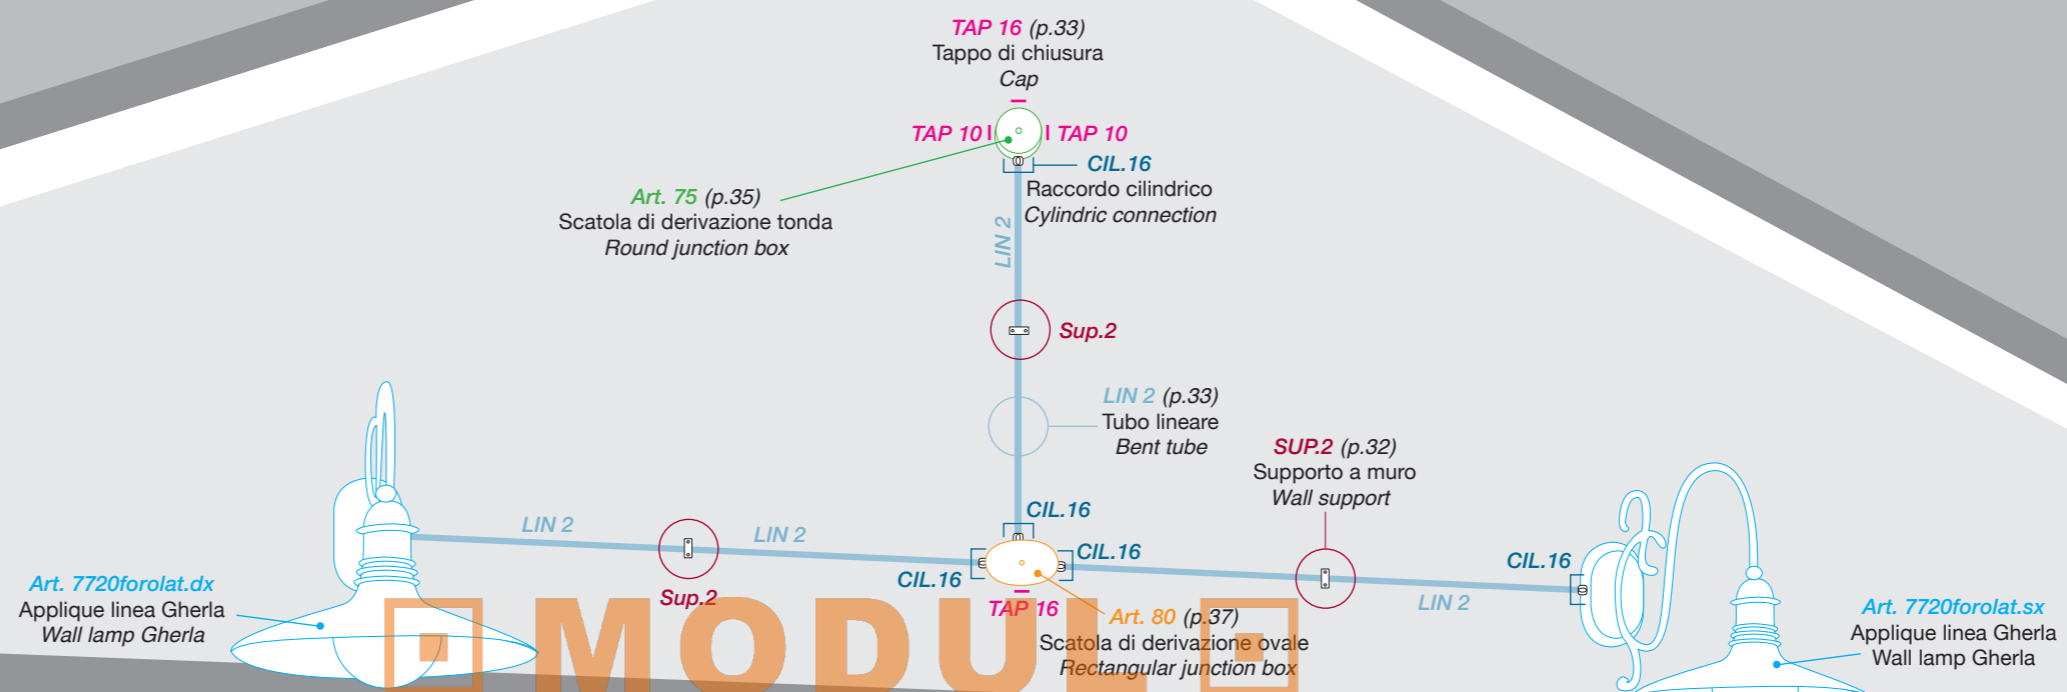 TAP 16 (p.33)
Tappo di chiusura
Cap
TAP 10
TAP 10
CIL.16
Raccordo cilindrico
Cylindric connection
Art. 75 (p.35)
Scatola di derivazione tonda
Round junction box
LIN 2
Sup.2
LIN 2 (p.33)
Tubo lineare
Bent tube
SUP.2 (p.32)
Supporto a muro
Wall support
CIL.16
LIN 2
LIN 2
CIL.16
CIL.16
CIL.16
Sup.2
TAP 16
LIN 2
Art. 7720forolat.dx
Applique linea Gherla
Wall lamp Gherla
Art. 80 (p.37)
Scatola di derivazione ovale
Rectangular junction box
Art. 7720forolat.sx
Applique linea Gherla
Wall lamp Gherla
MODUL